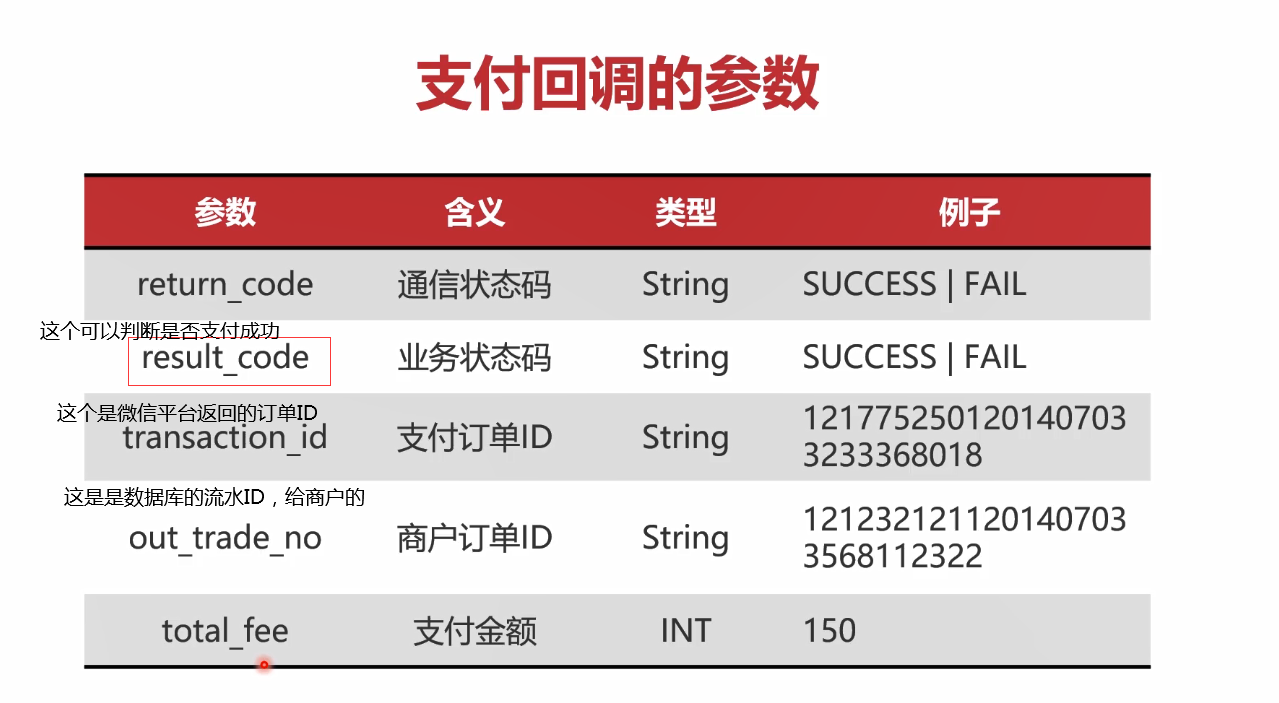 支付回调的参数
参数 含义 类型 例子
return_code 通信状态码 String SUCCESS | FAIL
这个可以判断是否支付成功
result_code 业务状态码 String SUCCESS | FAIL
这个是微信平台返回的订单ID
transaction_id 支付订单ID String 121775250120140703
3233368018
这是是数据库的流水ID，给商户的
out_trade_no 商户订单ID String 121232121120140703
3568112322
total_fee 支付金额 INT 150